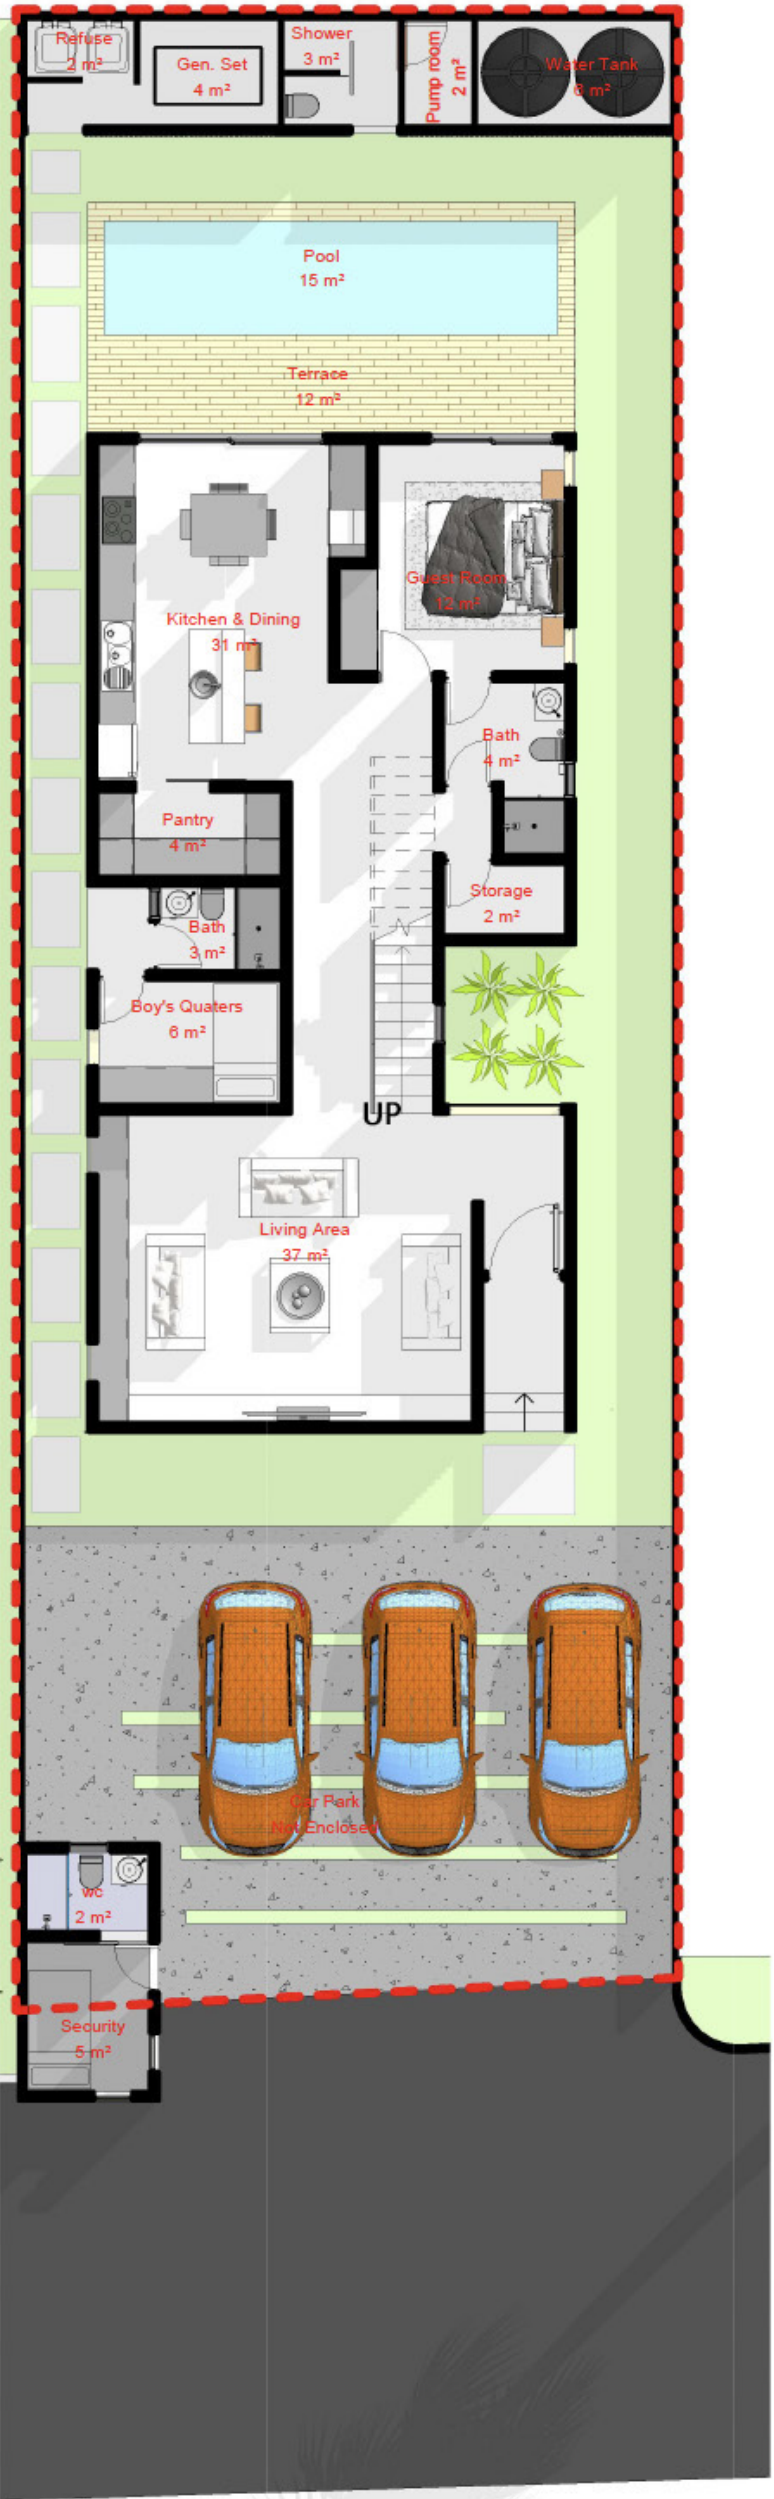 Refuse
2 m²
Gen. Set
4 m²
Shower
3 m²
Pump room
2 m²
Water Tank
6 m²
Pool
15 m²
Terrace
12 m²
Guest Room
12 m²
Kitchen & Dining
31 m²
Bath
4 m²
Pantry
4 m²
Storage
2 m²
Bath
3 m²
Boy's Quaters
6 m²
UP
Living Area
37 m²
Car Park
Not Enclosed
wc
2 m²
Security
5 m²